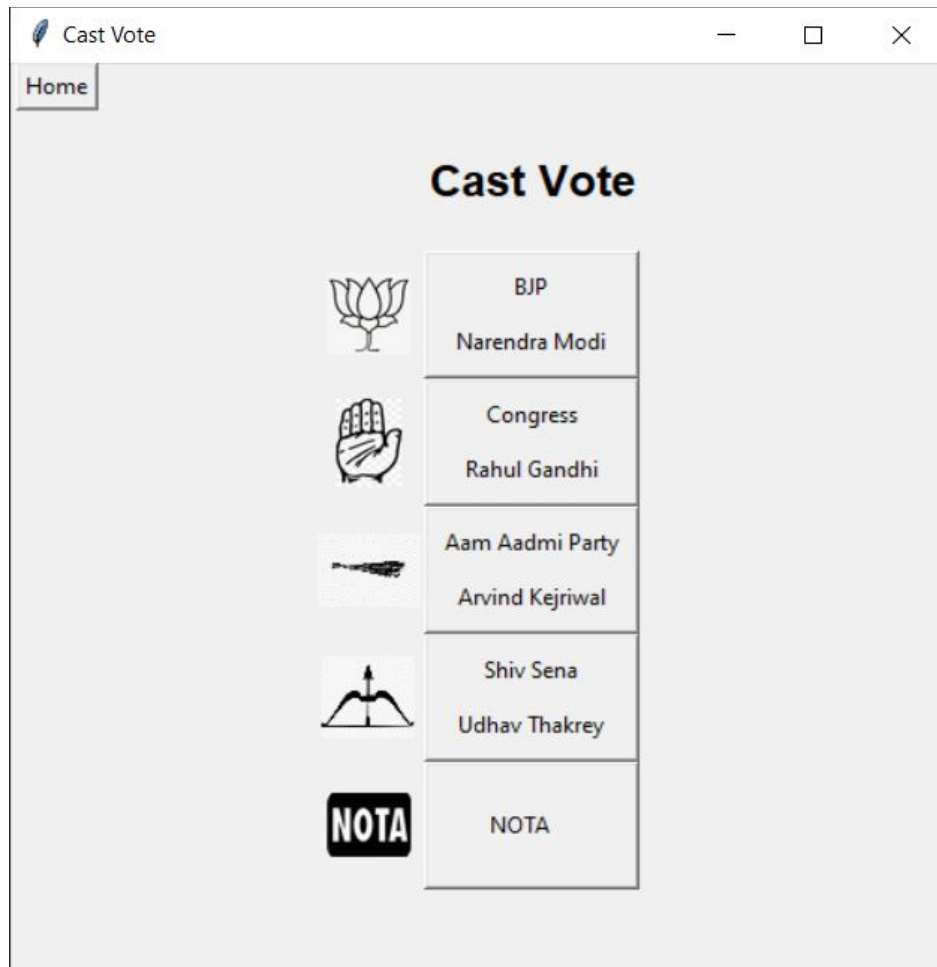 Cast Vote
Home
Cast Vote
BJP
Narendra Modi
Congress
Rahul Gandhi
Aam Aadmi Party
Arvind Kejriwal
Shiv Sena
Udhav Thakrey
NOTA
NOTA